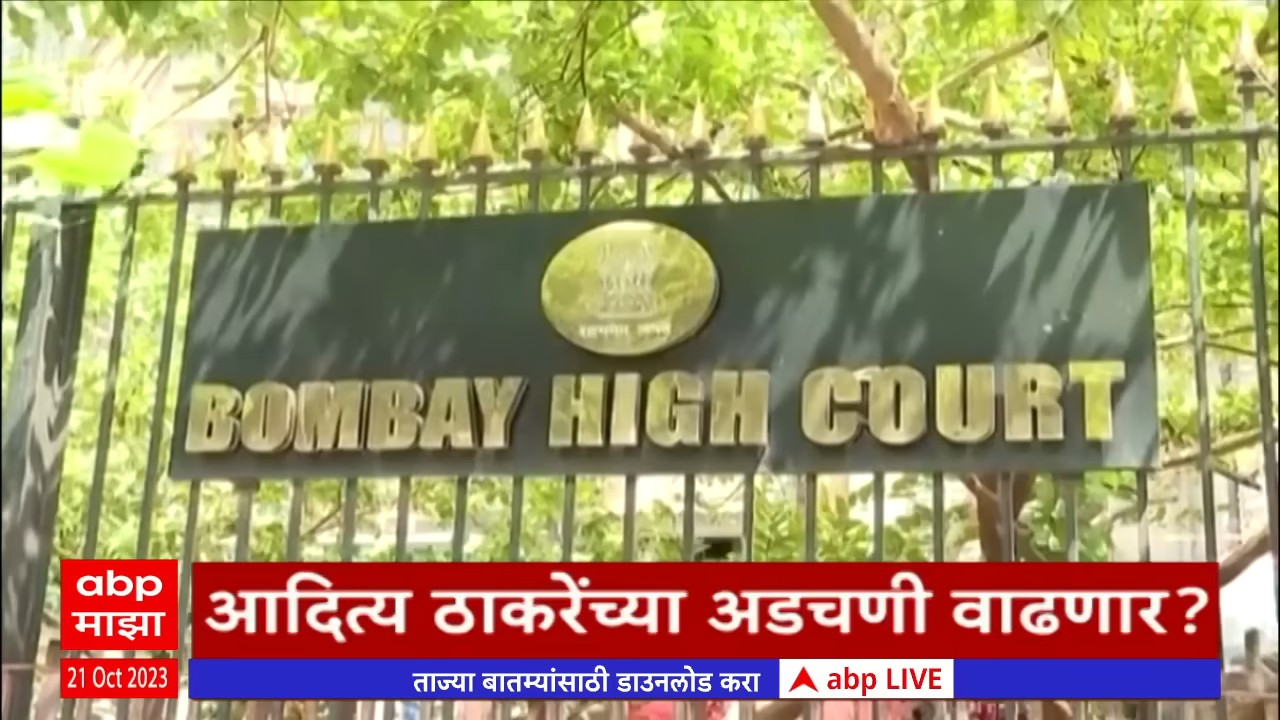 BOMBAY HIGH COURT
abp
माझा
आदित्य ठाकरेंच्या अडचणी वाढणार?
21 Oct 2023
ताज्या बातम्यांसाठी डाउनलोड करा abp LIVE